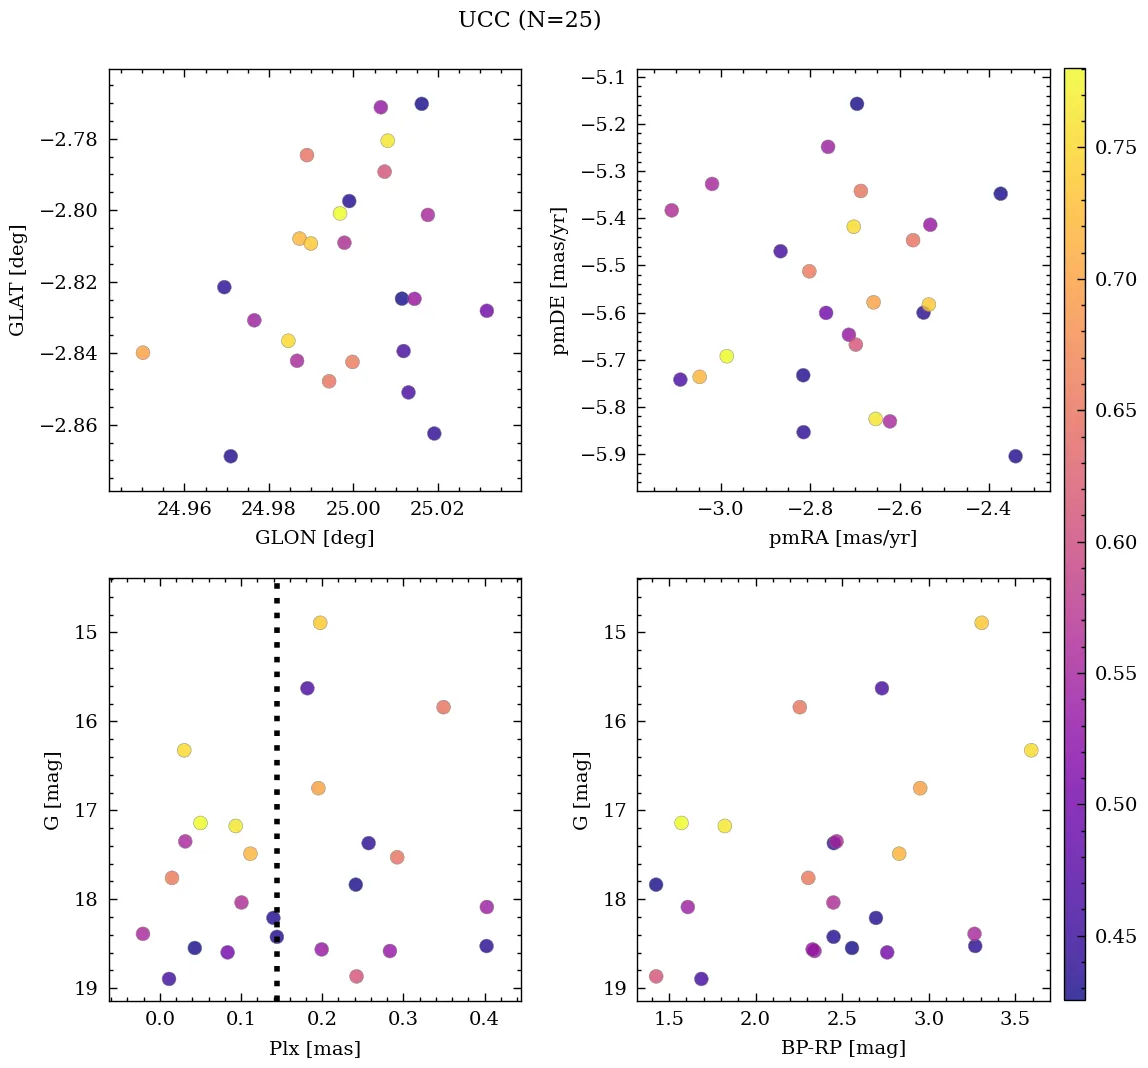 UCC (N=25)
−2.78
−2.80
−2.82
−2.84
−2.86
GLAT [deg]
24.96 24.98 25.00 25.02
GLON [deg]
−5.1
−5.2
−5.3
−5.4
−5.5
−5.6
−5.7
−5.8
−5.9
pmDE [mas/yr]
−3.0 −2.8 −2.6 −2.4
pmRA [mas/yr]
0.75
0.70
0.65
0.60
0.55
0.50
0.45
15
16
17
18
19
G [mag]
0.0 0.1 0.2 0.3 0.4
Plx [mas]
15
16
17
18
19
G [mag]
1.5 2.0 2.5 3.0 3.5
BP-RP [mag]